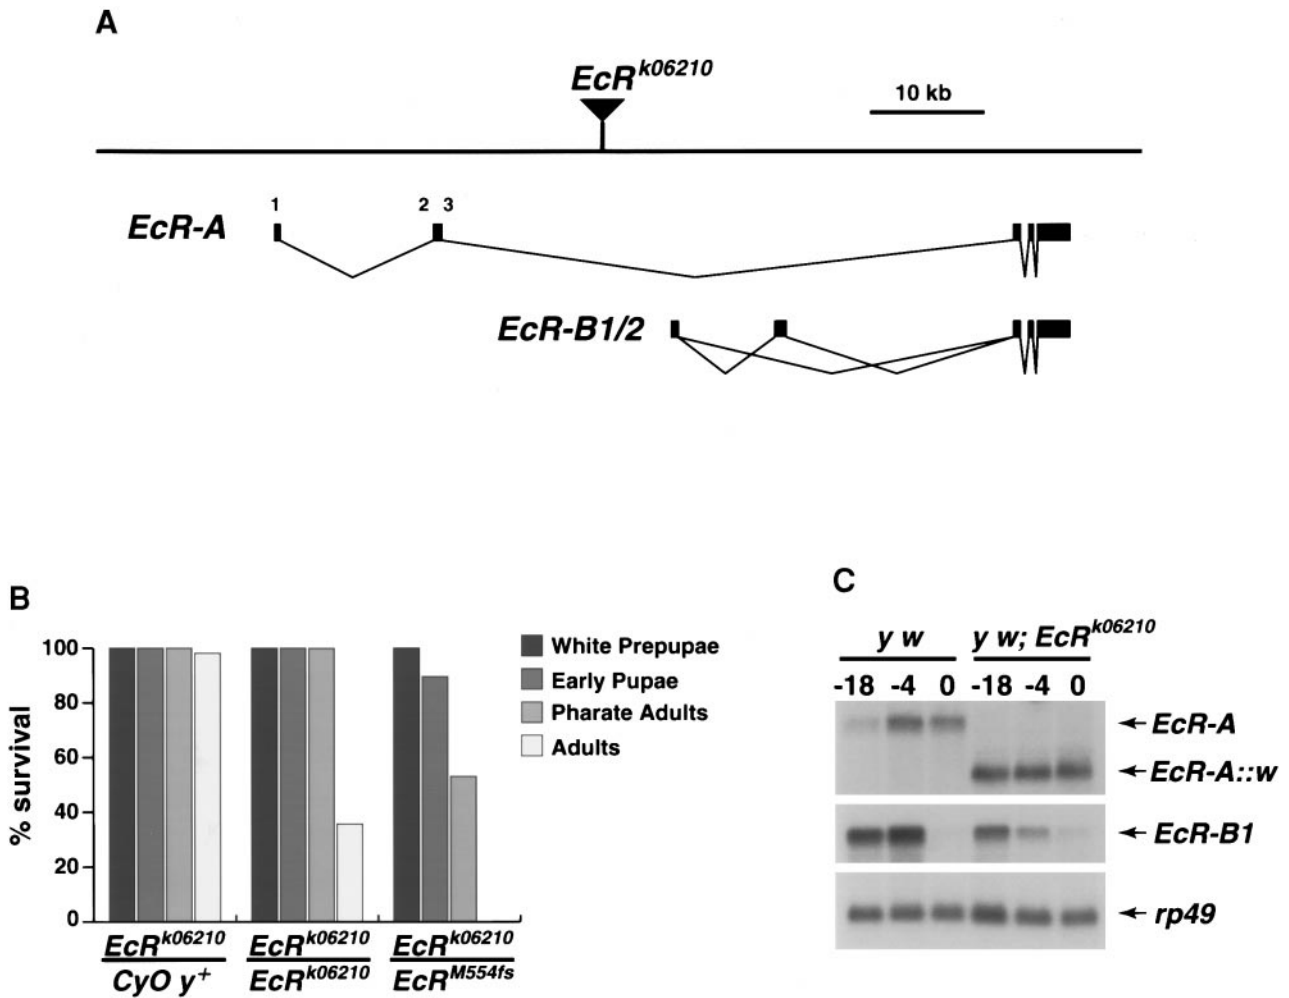 A
EcR k06210
10 kb
1 2 3
EcR-A
EcR-B1/2
B
100
80
60
40
20
0
% survival
White Prepupae
Early Pupae
Pharate Adults
Adults
EcR k06210 EcR k06210 EcR k06210
CyO y+ EcR k06210 EcR M554fs
C
y w y w; EcR k06210
-18 -4 0 -18 -4 0
EcR-A
EcR-A::w
EcR-B1
rp49